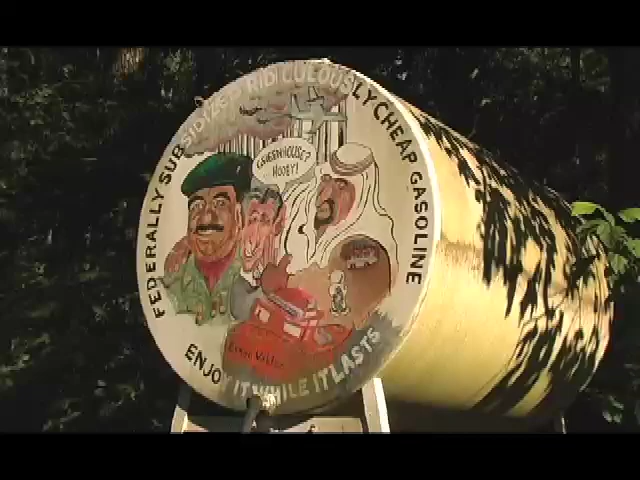 FEDERALLY SUBSIDIZED RIDICULOUSLY CHEAP GASOLINE
GREENHOUSE?
HOOEY!
ENJOY IT WHILE IT LASTS